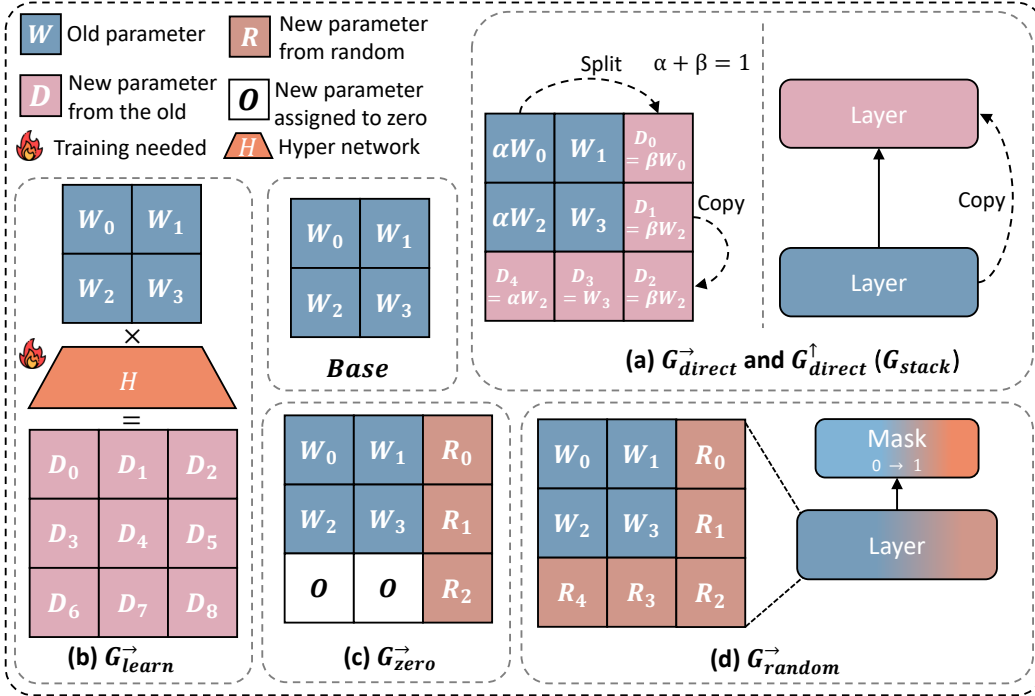 W Old parameter
R New parameter
from random
D New parameter
from the old
O New parameter
assigned to zero
Training needed
H Hyper network
Split
α + β = 1
αW₀ W₁ D₀
= βW₀
αW₂ W₃ D₁
= βW₂
D₄
= αW₂
D₃
= W₃
D₂
= βW₂
Copy
Layer
Copy
Layer
(a) G→direct and G↑direct (Gstack)
W₀ W₁
W₂ W₃
×
H
=
D₀ D₁ D₂
D₃ D₄ D₅
D₆ D₇ D₈
(b) G→learn
W₀ W₁
W₂ W₃
Base
W₀ W₁ R₀
W₂ W₃ R₁
O O R₂
(c) G→zero
W₀ W₁ R₀
W₂ W₃ R₁
R₄ R₃ R₂
Mask
0 → 1
Layer
(d) G→random